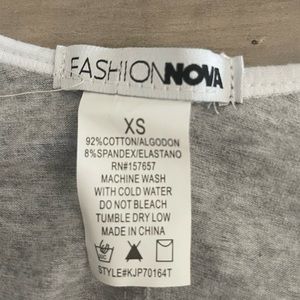 FASHIONNOVA
XS
92%COTTON/ALGODON
8%SPANDEX/ELASTANO
RN#157657
MACHINE WASH
WITH COLD WATER
DO NOT BLEACH
TUMBLE DRY LOW
MADE IN CHINA
STYLE#KJP70164T